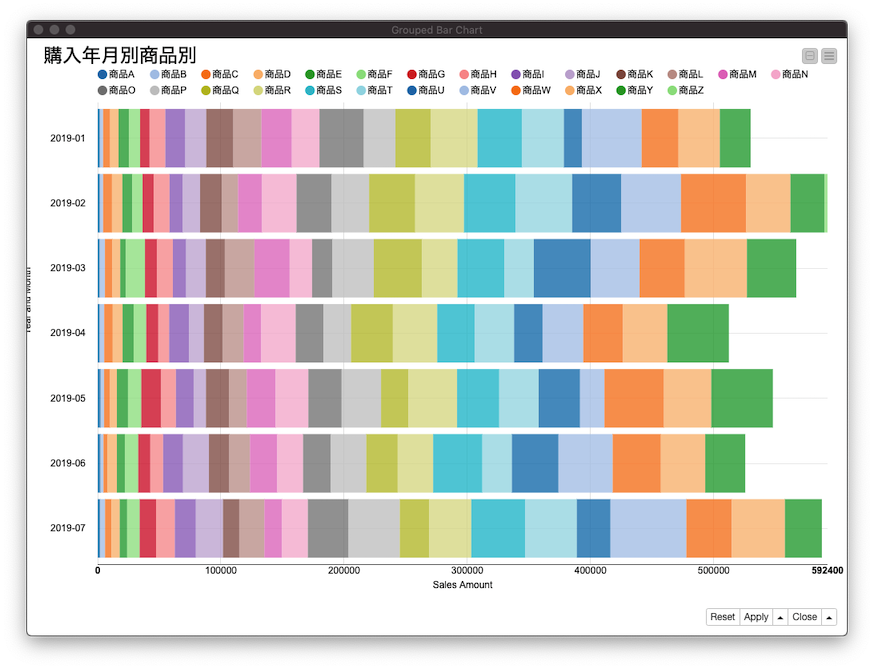 Grouped Bar Chart
購入年月別商品別
商品A 商品B 商品C 商品D 商品E 商品F 商品G 商品H 商品I 商品J 商品K 商品L 商品M 商品N
商品O 商品P 商品Q 商品R 商品S 商品T 商品U 商品V 商品W 商品X 商品Y 商品Z
2019-01
2019-02
2019-03
Year and Month
2019-04
2019-05
2019-06
2019-07
0 100000 200000 300000 400000 500000 592400
Sales Amount
Reset Apply Close